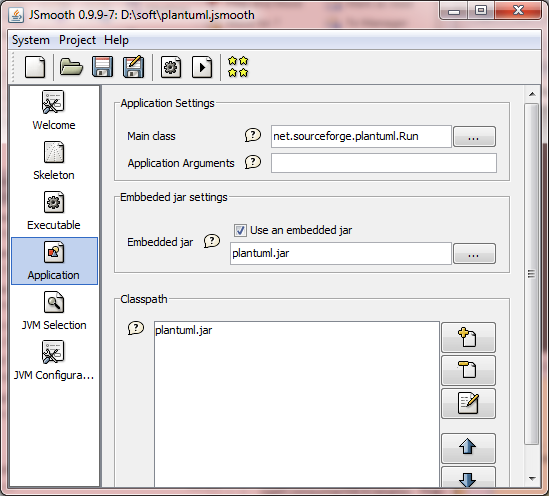 JSmooth 0.9.9-7: D:\soft\plantuml.jsmooth
System Project Help
Welcome
Skeleton
Executable
Application
JVM Selection
JVM Configura...
Application Settings
Main class net.sourceforge.plantuml.Run ...
Application Arguments
Embbeded jar settings
Use an embedded jar
Embedded jar
plantuml.jar ...
Classpath
plantuml.jar